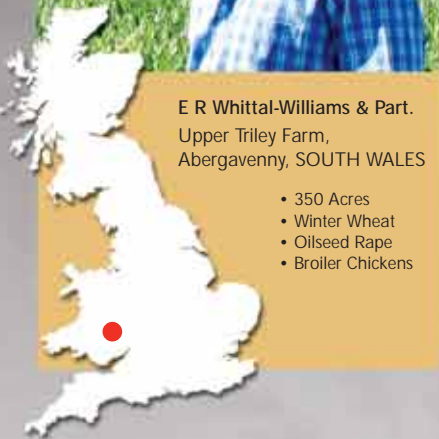 E R Whittal-Williams & Part.
Upper Triley Farm,
Abergavenny, SOUTH WALES
• 350 Acres
• Winter Wheat
• Oilseed Rape
• Broiler Chickens